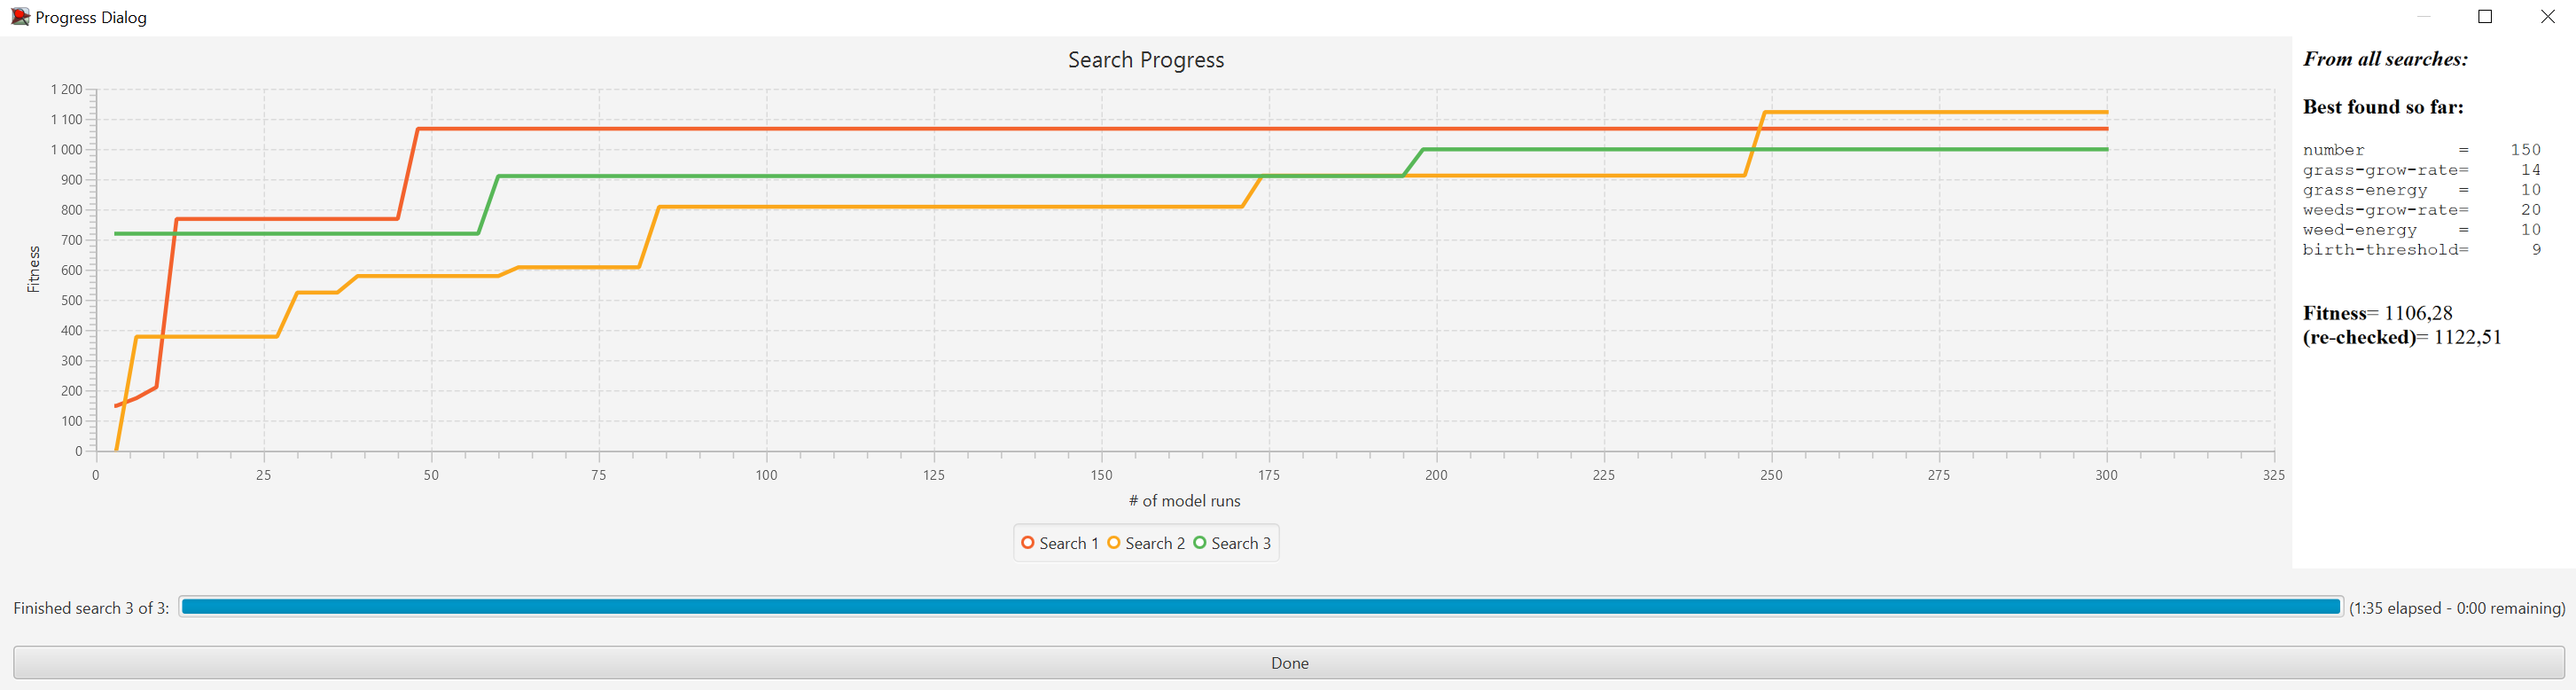 Progress Dialog
Search Progress
1 200
1 100
1 000
900
800
700
600
500
400
300
200
100
0
Fitness
0 25 50 75 100 125 150 175 200 225 250 275 300 325
# of model runs
Search 1 Search 2 Search 3
From all searches:
Best found so far:
number = 150
grass-grow-rate= 14
grass-energy = 10
weeds-grow-rate= 20
weed-energy = 10
birth-threshold= 9
Fitness= 1106,28
(re-checked)= 1122,51
Finished search 3 of 3: (1:35 elapsed - 0:00 remaining)
Done